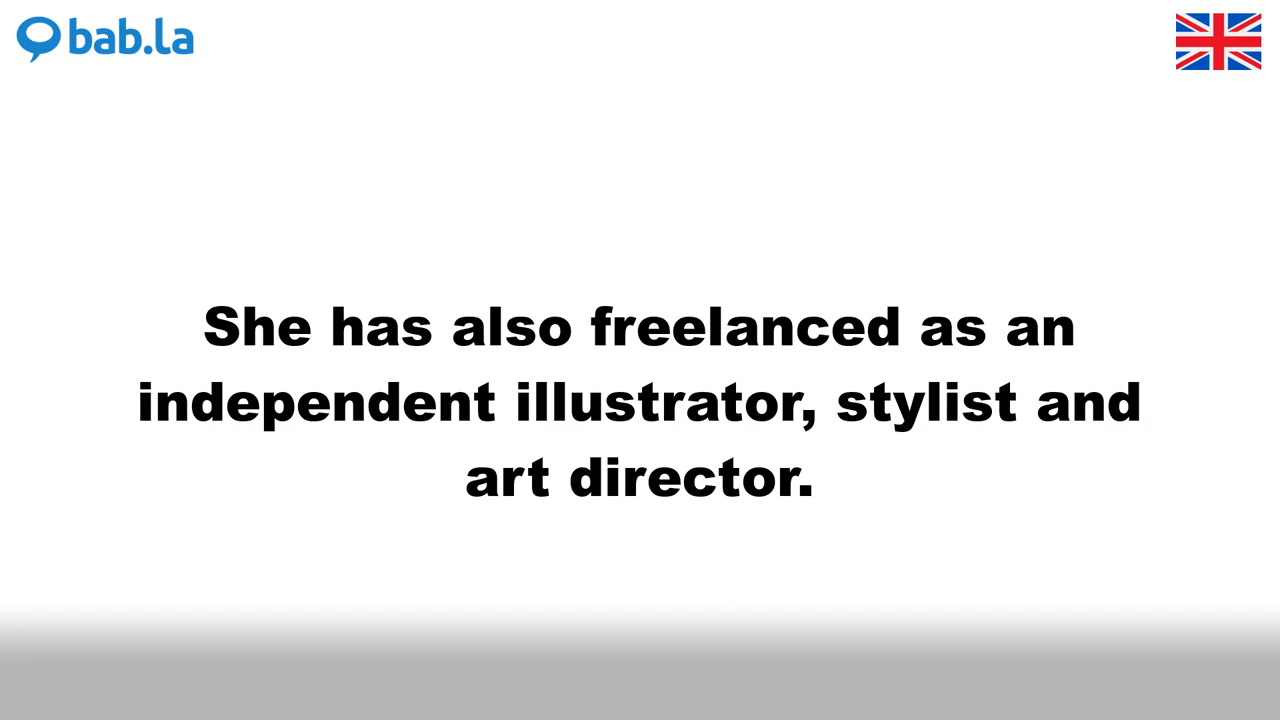 bab.la
She has also freelanced as an
independent illustrator, stylist and
art director.